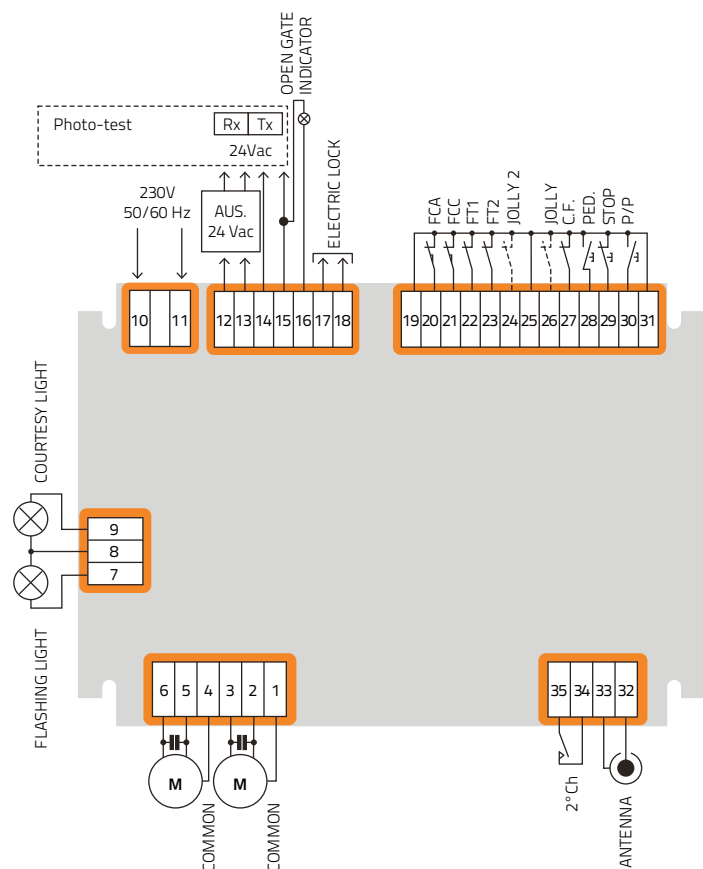 OPEN GATE
INDICATOR
Photo-test
Rx Tx
24Vac
230V
50/60 Hz
AUS.
24 Vac
ELECTRIC LOCK
FCA
FCC
FT1
FT2
JOLLY 2
JOLLY
C.F.
PED.
STOP
P/P
10 11
12 13 14 15 16 17 18
19 20 21 22 23 24 25 26 27 28 29 30 31
COURTESY LIGHT
9
8
7
FLASHING LIGHT
6 5 4 3 2 1
M M
COMMON
COMMON
35 34 33 32
2°Ch
ANTENNA